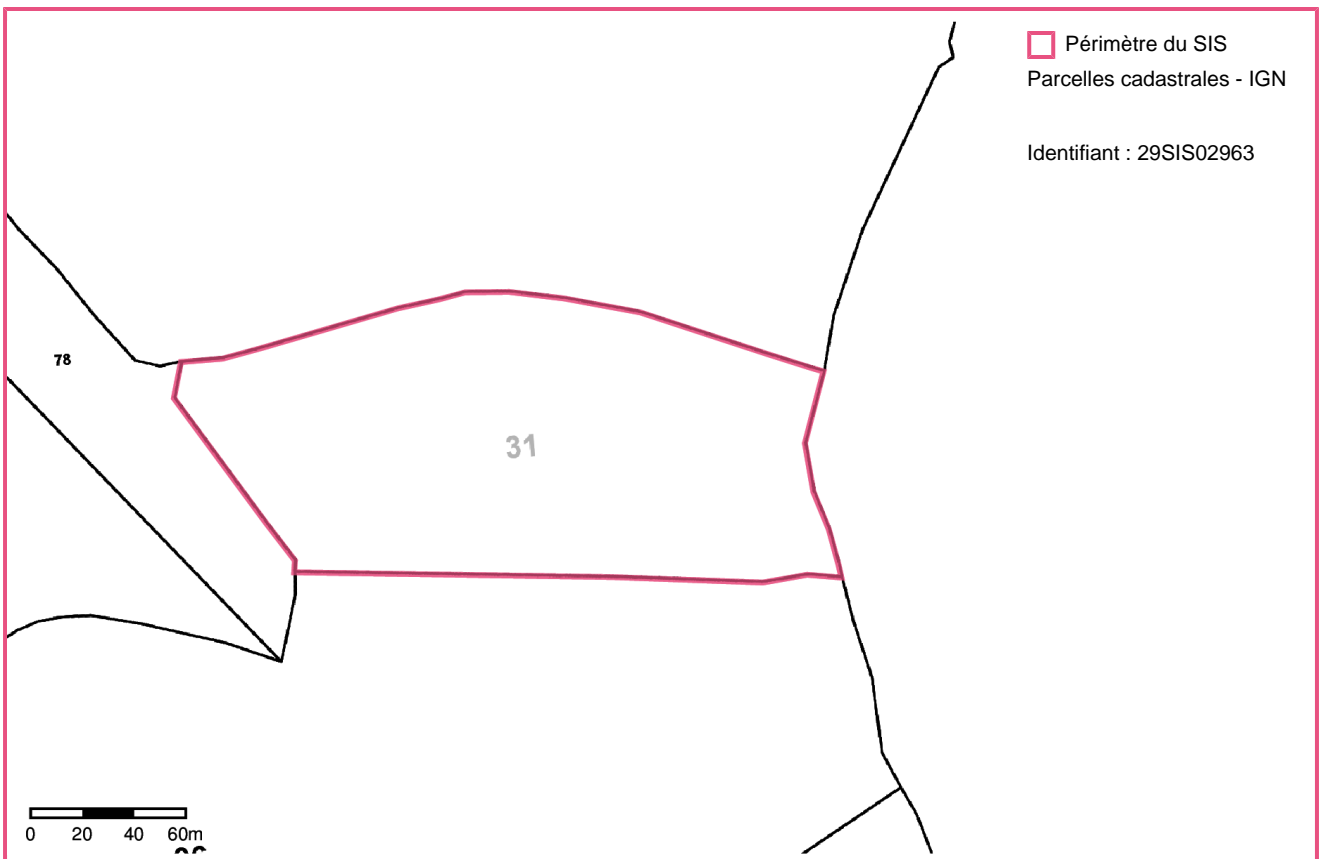 Périmètre du SIS
Parcelles cadastrales - IGN
Identifiant : 29SIS02963
78
31
0 20 40 60m